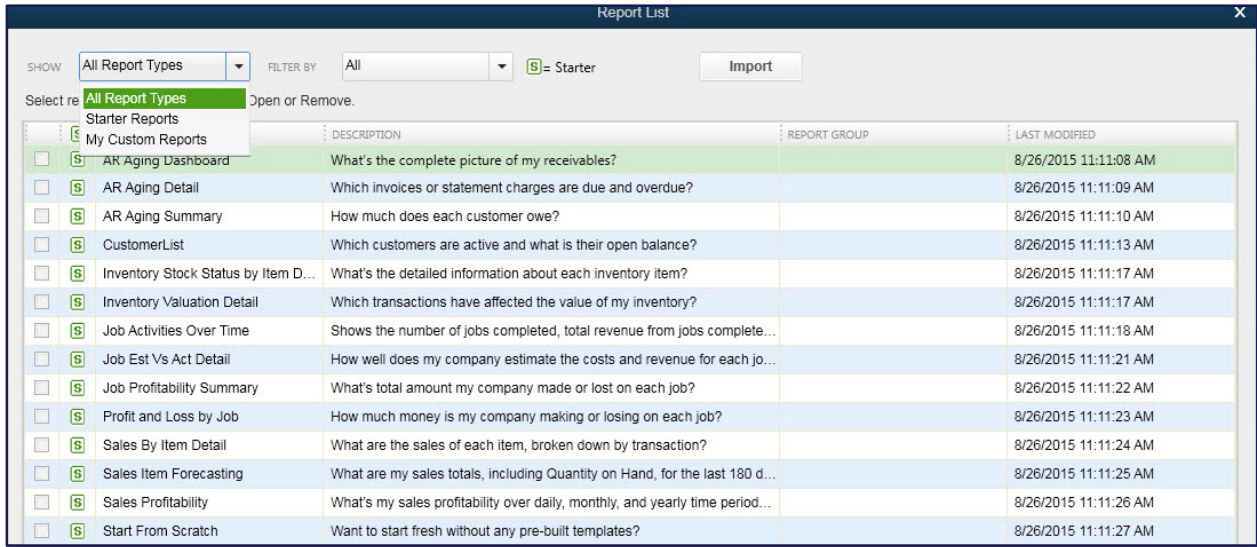 Report List X
SHOW All Report Types FILTER BY All S = Starter Import
Select re Open or Remove.
All Report Types
Starter Reports
My Custom Reports
DESCRIPTION REPORT GROUP LAST MODIFIED
S AR Aging Dashboard What's the complete picture of my receivables? 8/26/2015 11:11:08 AM
S AR Aging Detail Which invoices or statement charges are due and overdue? 8/26/2015 11:11:09 AM
S AR Aging Summary How much does each customer owe? 8/26/2015 11:11:10 AM
S CustomerList Which customers are active and what is their open balance? 8/26/2015 11:11:13 AM
S Inventory Stock Status by Item D... What's the detailed information about each inventory item? 8/26/2015 11:11:17 AM
S Inventory Valuation Detail Which transactions have affected the value of my inventory? 8/26/2015 11:11:17 AM
S Job Activities Over Time Shows the number of jobs completed, total revenue from jobs complete... 8/26/2015 11:11:18 AM
S Job Est Vs Act Detail How well does my company estimate the costs and revenue for each jo... 8/26/2015 11:11:21 AM
S Job Profitability Summary What's total amount my company made or lost on each job? 8/26/2015 11:11:22 AM
S Profit and Loss by Job How much money is my company making or losing on each job? 8/26/2015 11:11:23 AM
S Sales By Item Detail What are the sales of each item, broken down by transaction? 8/26/2015 11:11:24 AM
S Sales Item Forecasting What are my sales totals, including Quantity on Hand, for the last 180 d... 8/26/2015 11:11:25 AM
S Sales Profitability What's my sales profitability over daily, monthly, and yearly time period... 8/26/2015 11:11:26 AM
S Start From Scratch Want to start fresh without any pre-built templates? 8/26/2015 11:11:27 AM